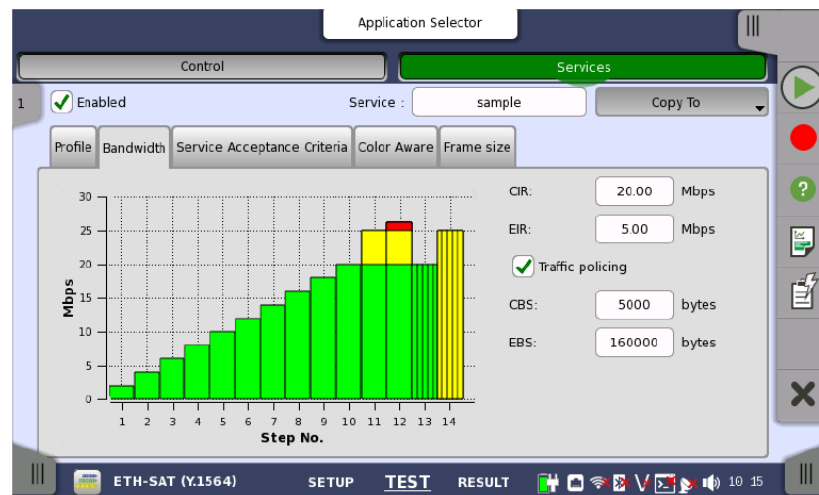 Application Selector
Control
Services
1
Enabled
Service :
sample
Copy To
Profile
Bandwidth
Service Acceptance Criteria
Color Aware
Frame size
30
25
20
15
10
5
0
Mbps
1 2 3 4 5 6 7 8 9 10 11 12 13 14
Step No.
CIR: 20.00 Mbps
EIR: 5.00 Mbps
Traffic policing
CBS: 5000 bytes
EBS: 160000 bytes
?
ETH-SAT (Y.1564)
SETUP
TEST
RESULT
10 15